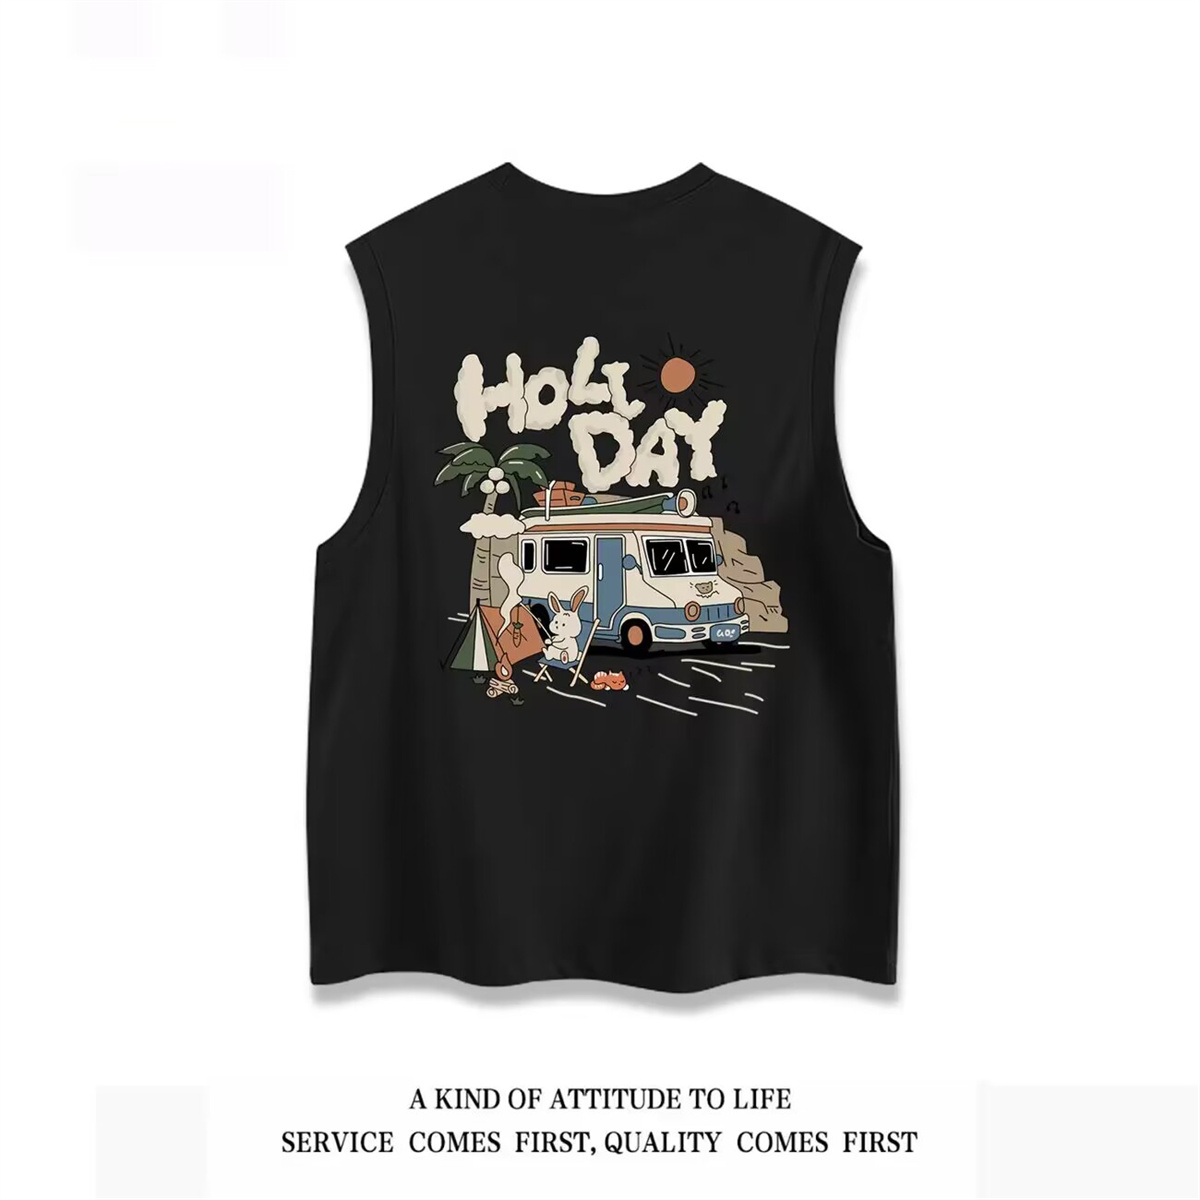 HOLI
DAY
A KIND OF ATTITUDE TO LIFE
SERVICE COMES FIRST, QUALITY COMES FIRST